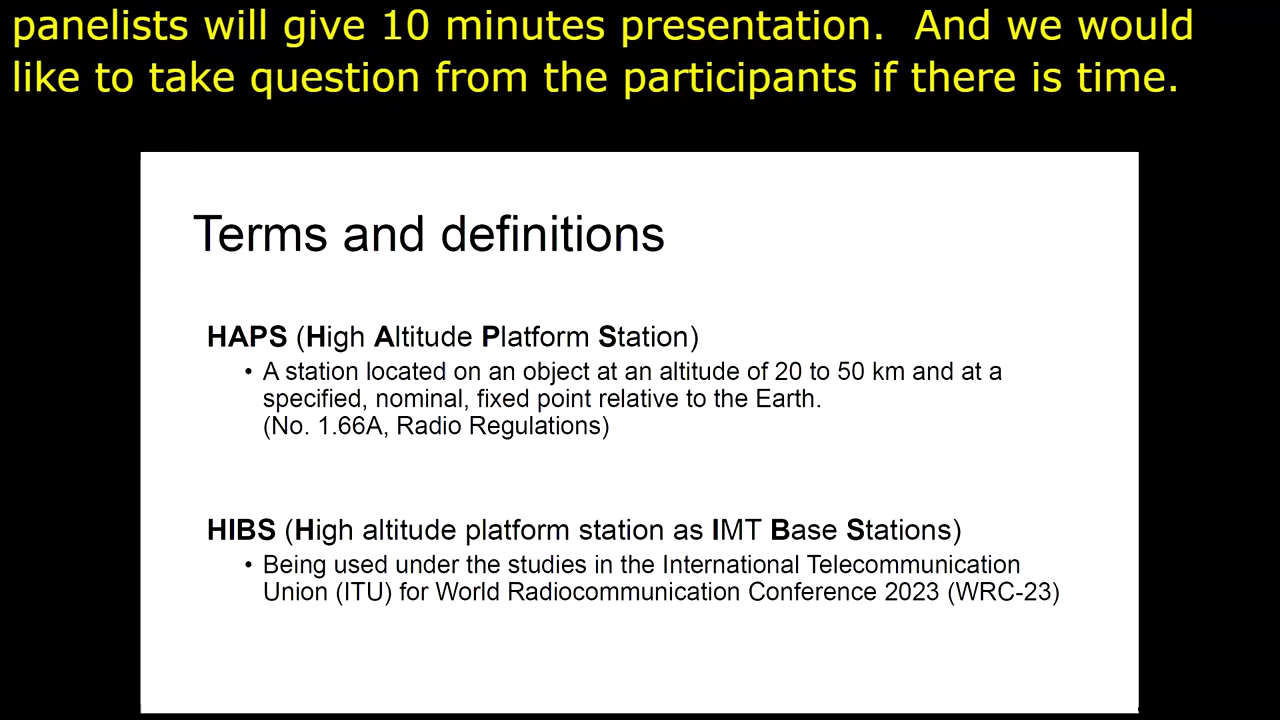 panelists will give 10 minutes presentation.  And we would
like to take question from the participants if there is time.
Terms and definitions
HAPS (High Altitude Platform Station)
• A station located on an object at an altitude of 20 to 50 km and at a
specified, nominal, fixed point relative to the Earth.
(No. 1.66A, Radio Regulations)
HIBS (High altitude platform station as IMT Base Stations)
• Being used under the studies in the International Telecommunication
Union (ITU) for World Radiocommunication Conference 2023 (WRC-23)